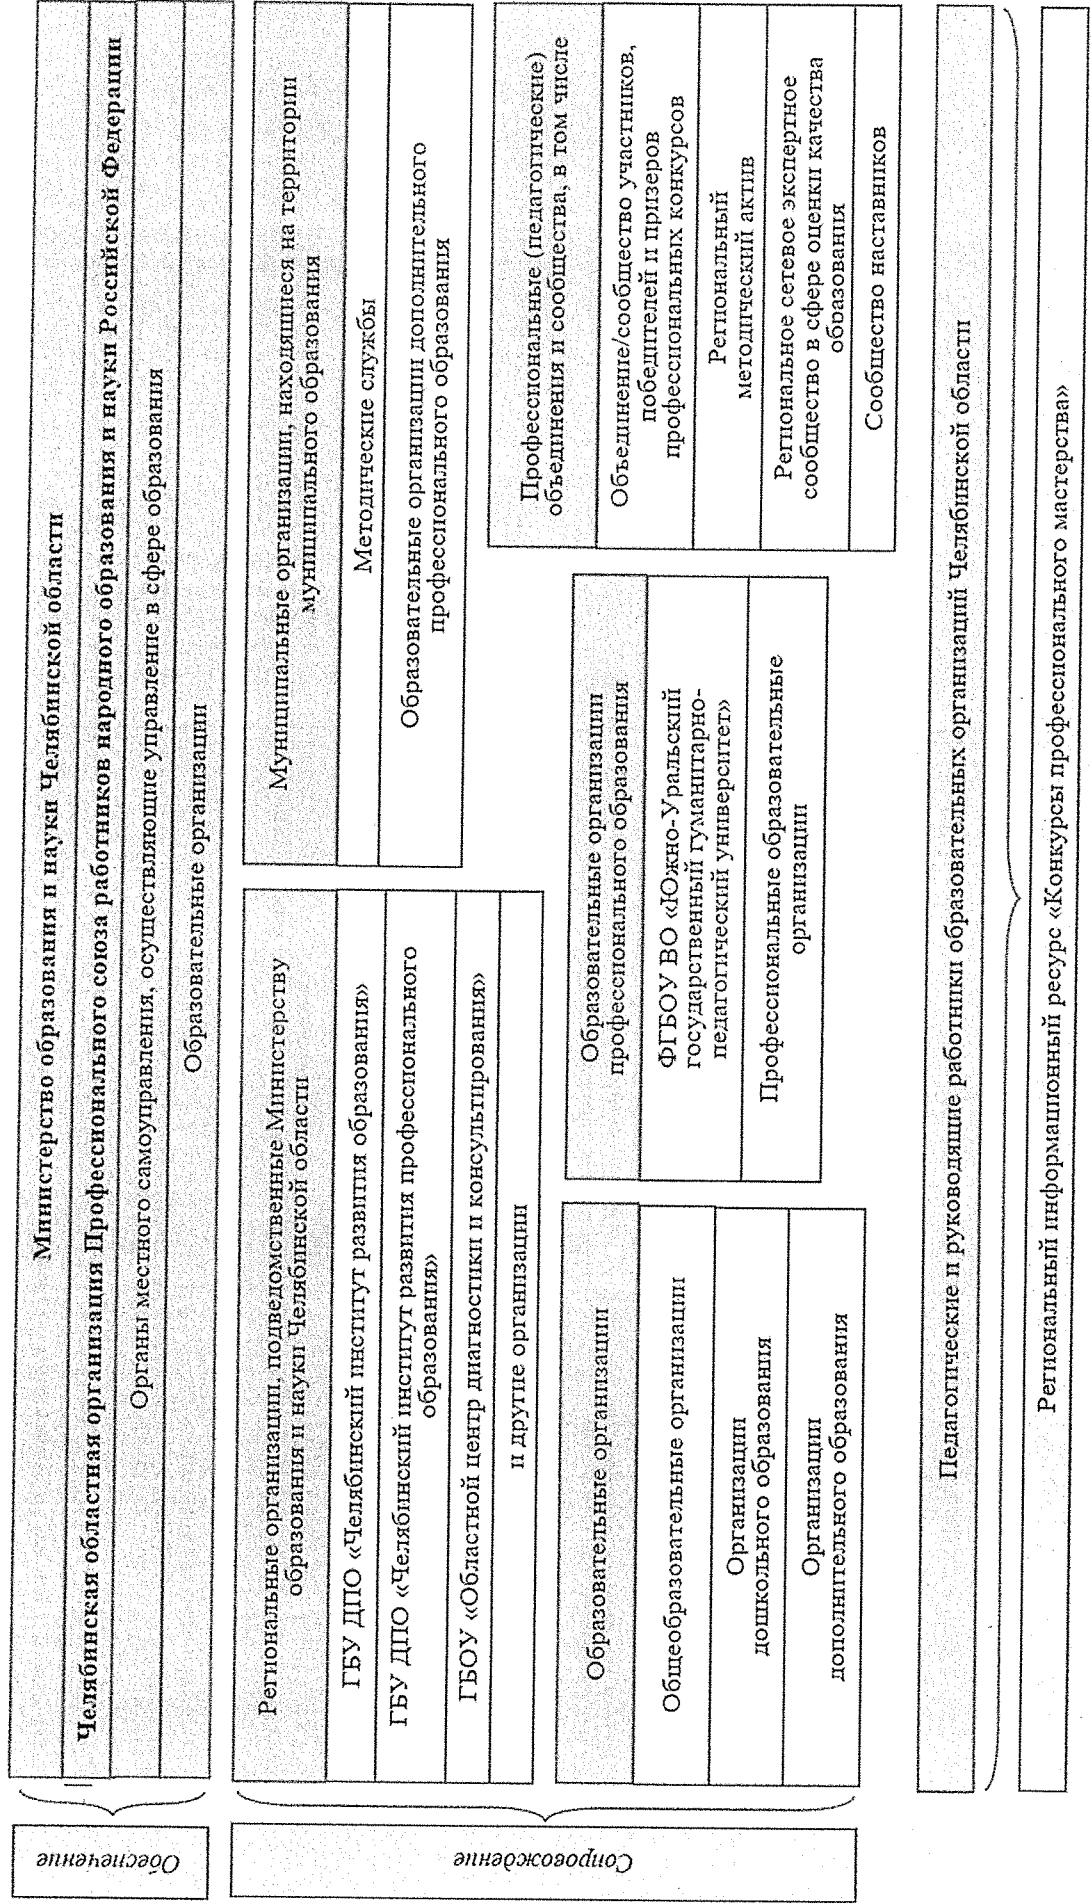 Обеспечение
Министерство образования и науки Челябинской области
Челябинская областная организация Профессионального союза работников народного образования и науки Российской Федерации
Органы местного самоуправления, осуществляющие управление в сфере образования
Образовательные организации
Сопровождение
Региональные организации, подведомственные Министерству
образования и науки Челябинской области
ГБУ ДПО «Челябинский институт развития образования»
ГБУ ДПО «Челябинский институт развития профессионального
образования»
ГБОУ «Областной центр диагностики и консультирования»
и другие организации
Муниципальные организации, находящиеся на территории
муниципального образования
Методические службы
Образовательные организации дополнительного
профессионального образования
Образовательные организации
Общеобразовательные организации
Организации
дошкольного образования
Организации
дополнительного образования
Образовательные организации
профессионального образования
ФГБОУ ВО «Южно-Уральский
государственный гуманитарно-
педагогический университет»
Профессиональные образовательные
организации
Профессиональные (педагогические)
объединения и сообщества, в том числе
Объединение/сообщество участников,
победителей и призеров
профессиональных конкурсов
Региональный
методический актив
Региональное сетевое экспертное
сообщество в сфере оценки качества
образования
Сообщество наставников
Педагогические и руководящие работники образовательных организаций Челябинской области
Региональный информационный ресурс «Конкурсы профессионального мастерства»